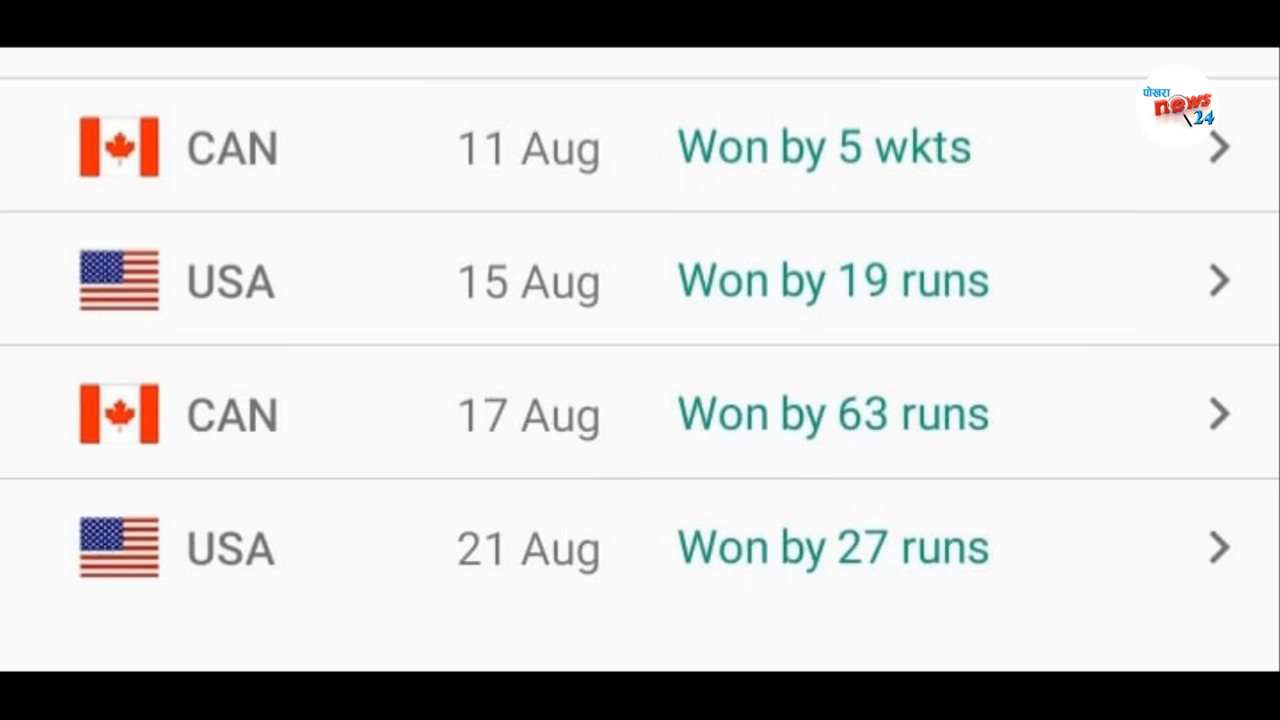 पोखरा
news
24
CAN 11 Aug Won by 5 wkts
USA 15 Aug Won by 19 runs
CAN 17 Aug Won by 63 runs
USA 21 Aug Won by 27 runs